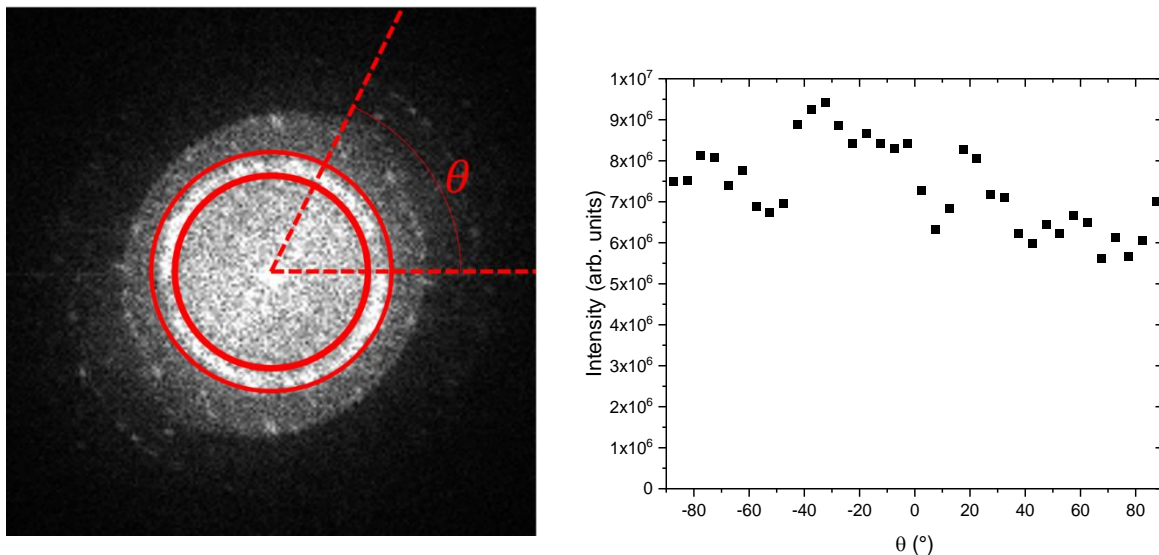 θ
1x10⁷
9x10⁶
8x10⁶
7x10⁶
6x10⁶
5x10⁶
4x10⁶
3x10⁶
2x10⁶
1x10⁶
0
Intensity (arb. units)
-80 -60 -40 -20 0 20 40 60 80
θ (°)